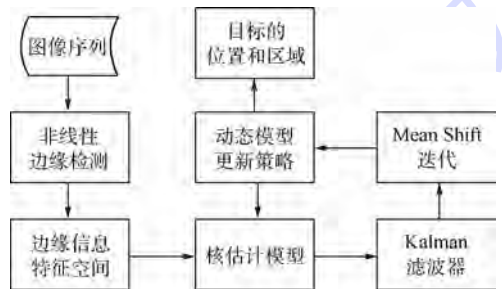 图像序列
目标的
位置和区域
非线性
边缘检测
动态模型
更新策略
Mean Shift
迭代
边缘信息
特征空间
核估计模型
Kalman
滤波器